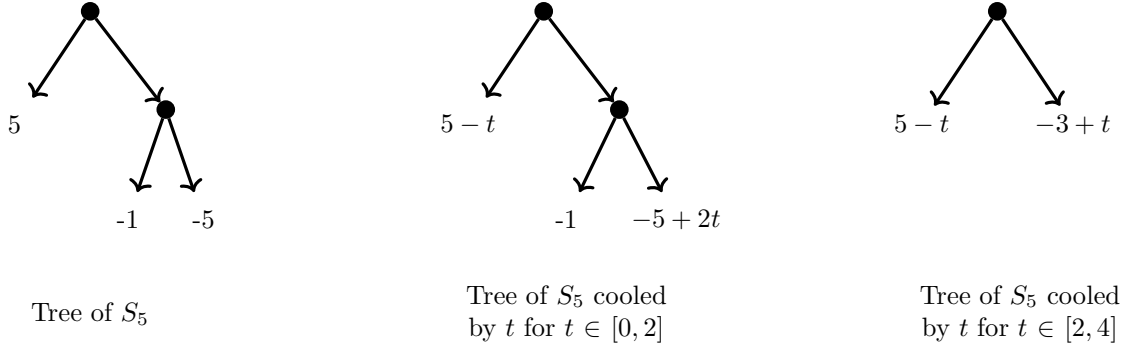 5
-1
-5
Tree of S₅
5 − t
-1
−5 + 2t
Tree of S₅ cooled
by t for t ∈ [0, 2]
5 − t
−3 + t
Tree of S₅ cooled
by t for t ∈ [2, 4]